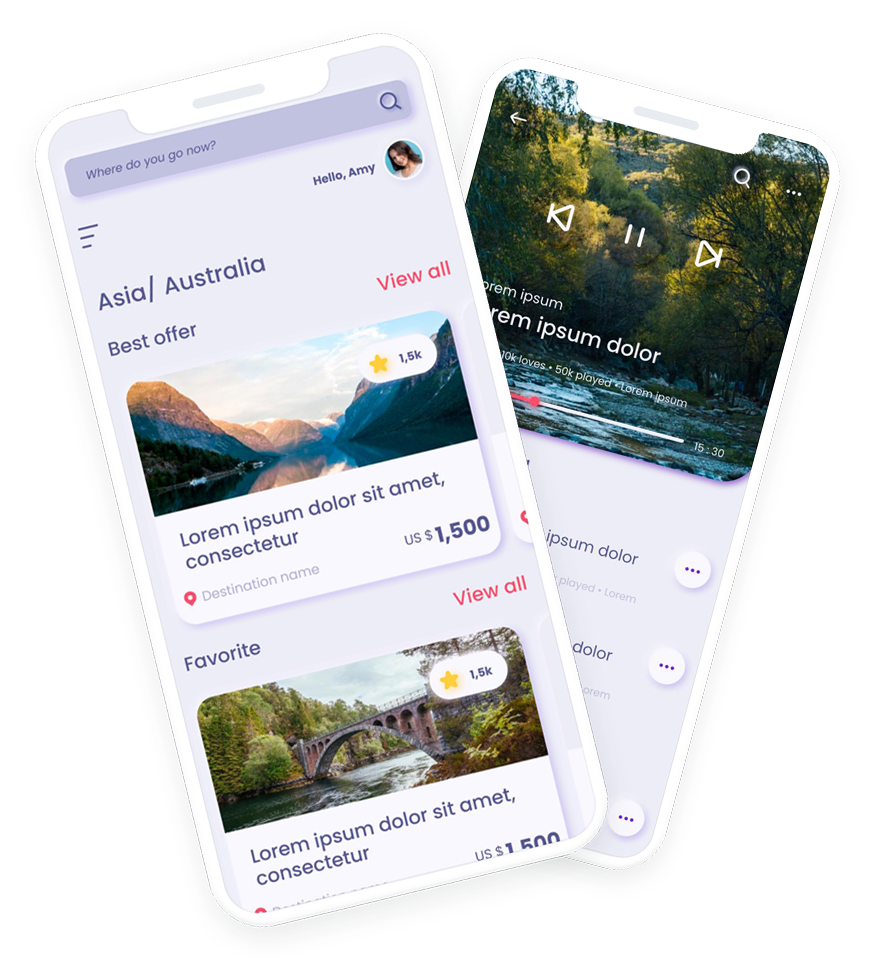 Where do you go now?
Hello, Amy
Asia/ Australia
View all
Best offer
1,5k
Lorem ipsum dolor sit amet,
consectetur
US $ 1,500
Destination name
View all
Favorite
1,5k
Lorem ipsum dolor sit amet,
consectetur
US $ 1,500
Destination name
orem ipsum
rem ipsum dolor
10k loves • 50k played • Lorem ipsum
15 : 30
ipsum dolor
played • Lorem
dolor
orem